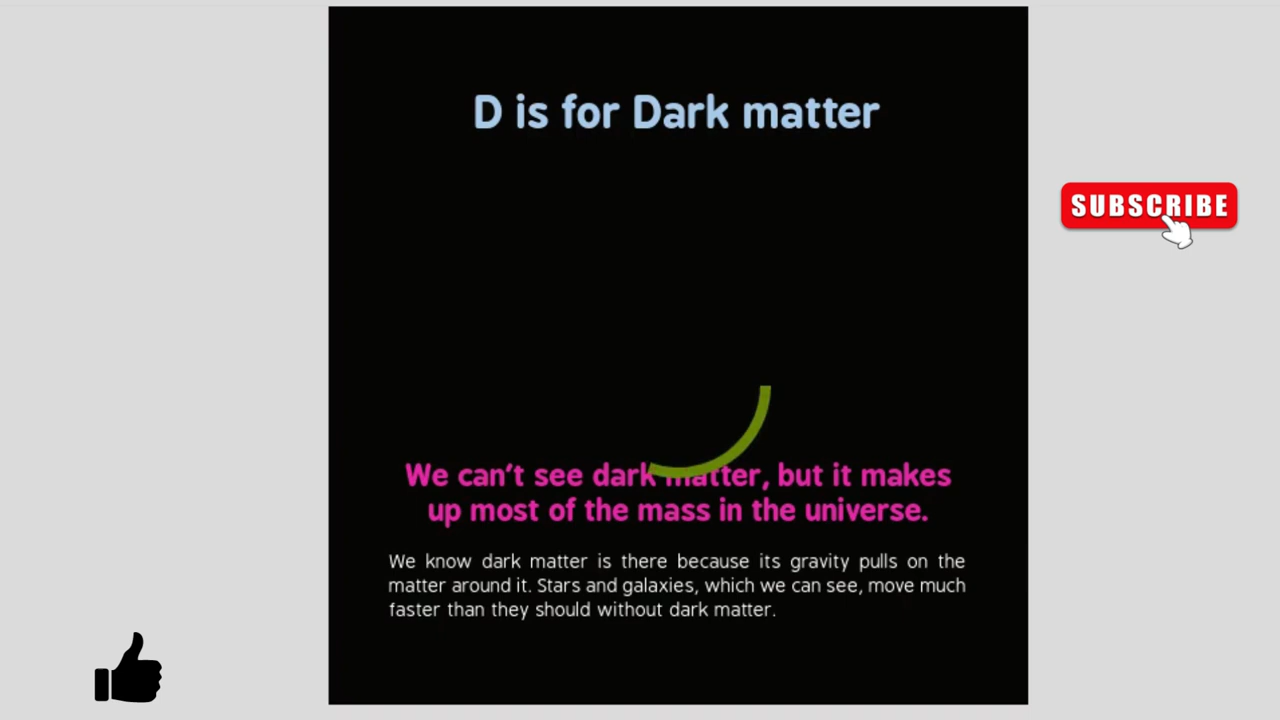 D is for Dark matter
SUBSCRIBE
We can't see dark matter, but it makes
up most of the mass in the universe.
We know dark matter is there because its gravity pulls on the
matter around it. Stars and galaxies, which we can see, move much
faster than they should without dark matter.